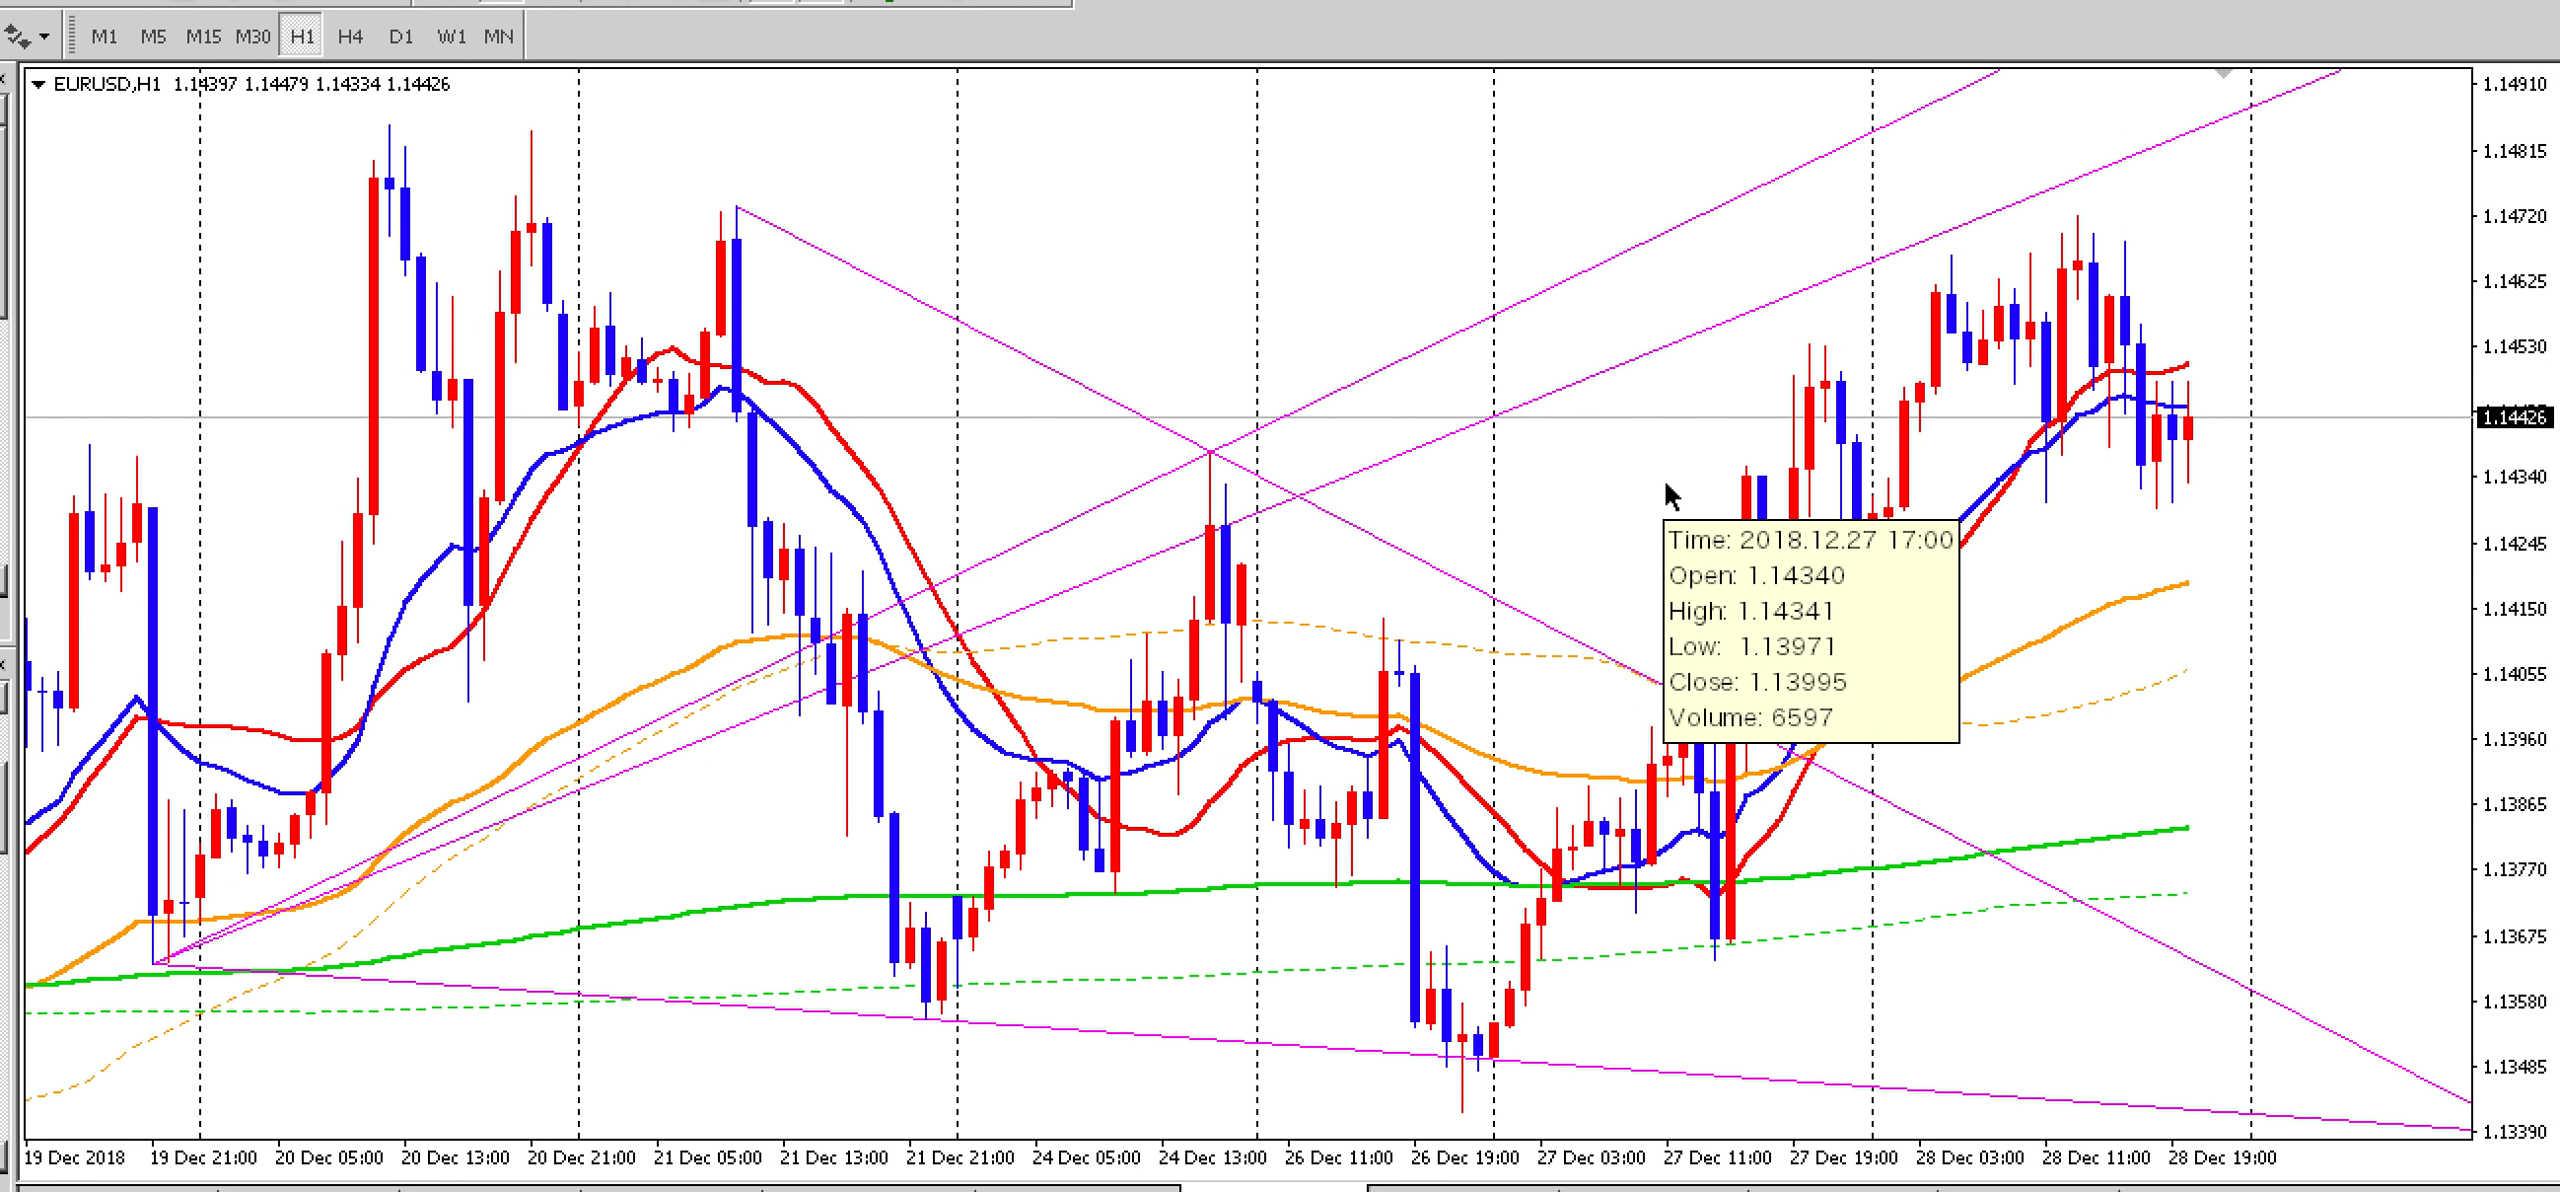 M1 M5 M15 M30 H1 H4 D1 W1 MN
EURUSD,H1 1.14397 1.14479 1.14334 1.14426
1.14910
1.14815
1.14720
1.14625
1.14530
1.14426
1.14340
1.14245
1.14150
1.14055
1.13960
1.13865
1.13770
1.13675
1.13580
1.13485
1.13390
Time: 2018.12.27 17:00
Open: 1.14340
High: 1.14341
Low: 1.13971
Close: 1.13995
Volume: 6597
19 Dec 2018 19 Dec 21:00 20 Dec 05:00 20 Dec 13:00 20 Dec 21:00 21 Dec 05:00 21 Dec 13:00 21 Dec 21:00 24 Dec 05:00 24 Dec 13:00 26 Dec 11:00 26 Dec 19:00 27 Dec 03:00 27 Dec 11:00 27 Dec 19:00 28 Dec 03:00 28 Dec 11:00 28 Dec 19:00